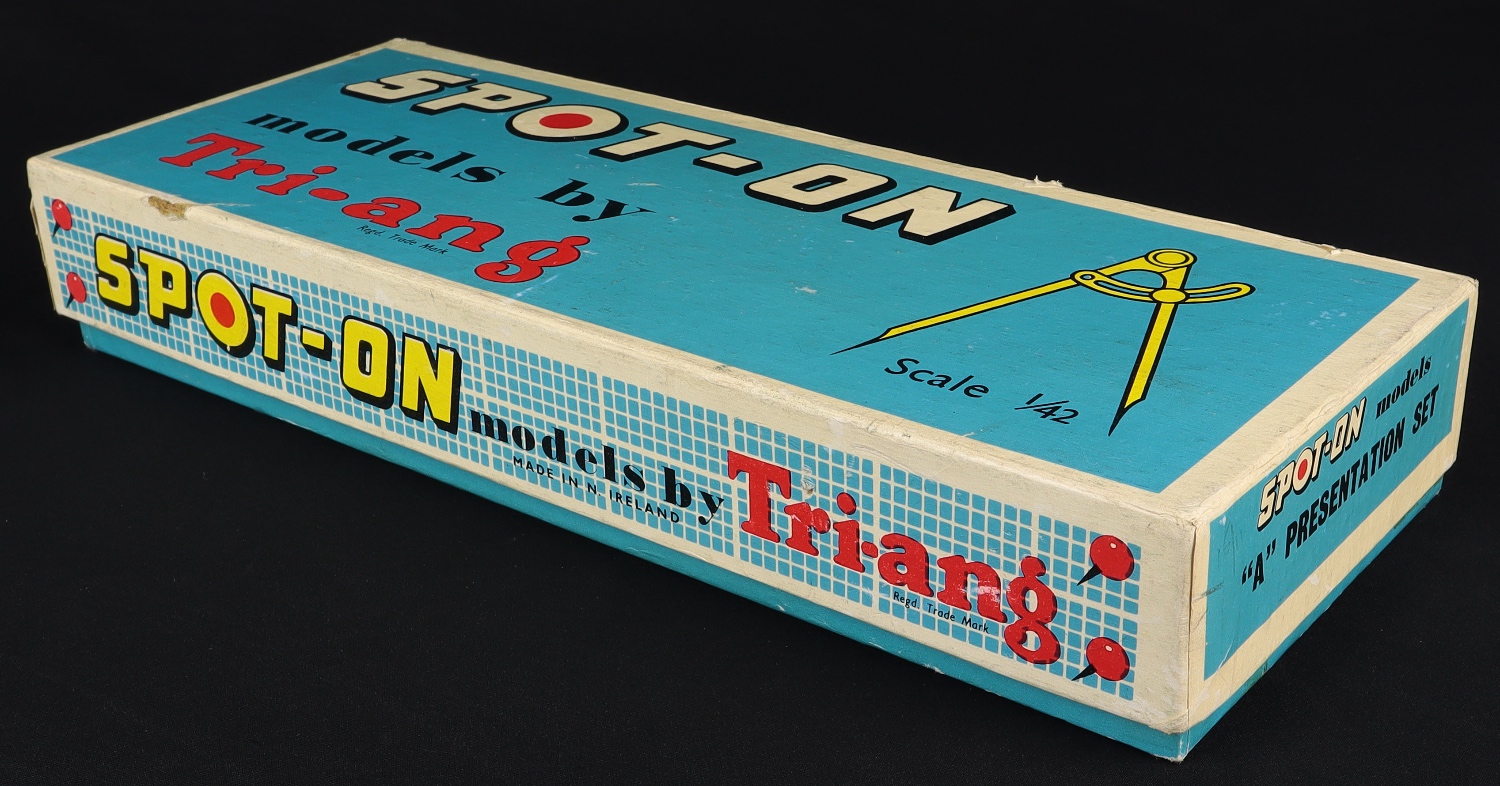 SPOT-ON
models by
Tri-ang
Regd. Trade Mark
Scale 1/42
SPOT-ON models by Tri-ang
MADE IN N. IRELAND
Regd. Trade Mark
SPOT-ON models
"A" PRESENTATION SET